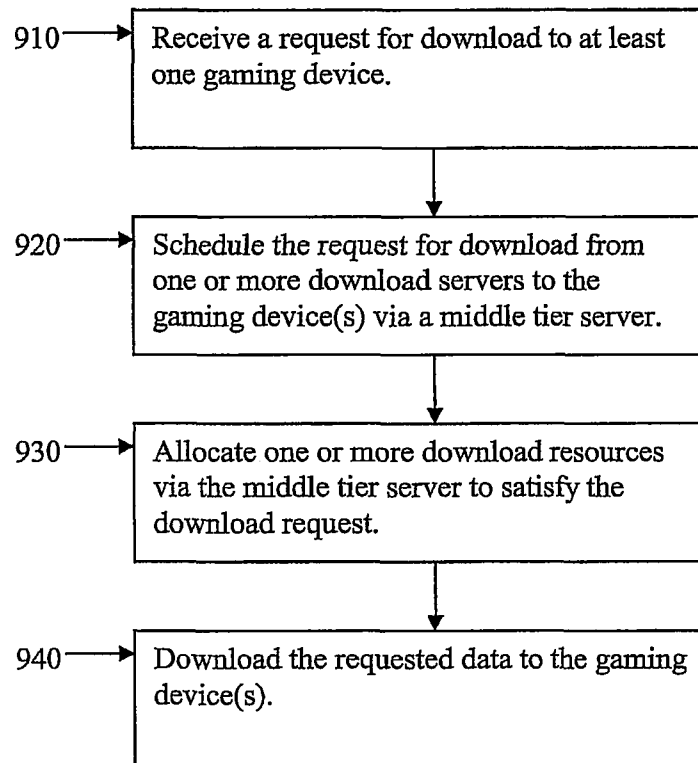 910
Receive a request for download to at least
one gaming device.
920
Schedule the request for download from
one or more download servers to the
gaming device(s) via a middle tier server.
930
Allocate one or more download resources
via the middle tier server to satisfy the
download request.
940
Download the requested data to the gaming
device(s).